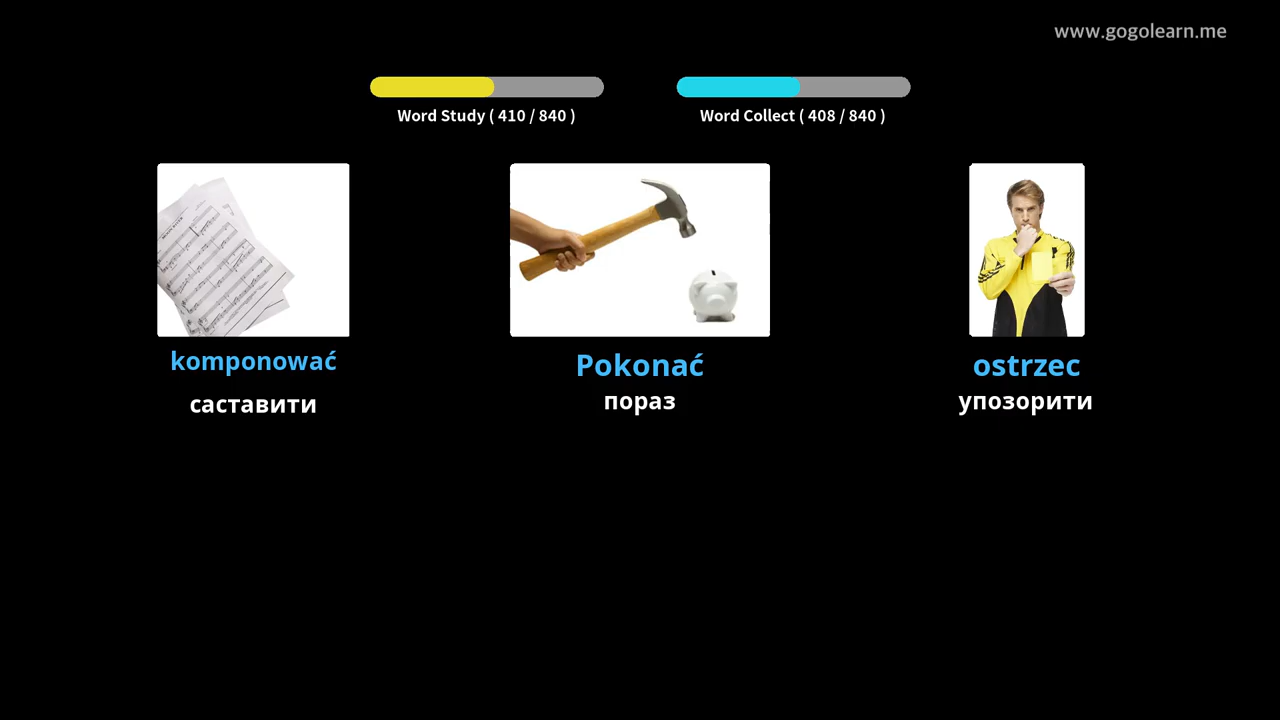 www.gogolearn.me
Word Study ( 410 / 840 )
Word Collect ( 408 / 840 )
komponować
Pokonać
ostrzec
саставити
пораз
упозорити